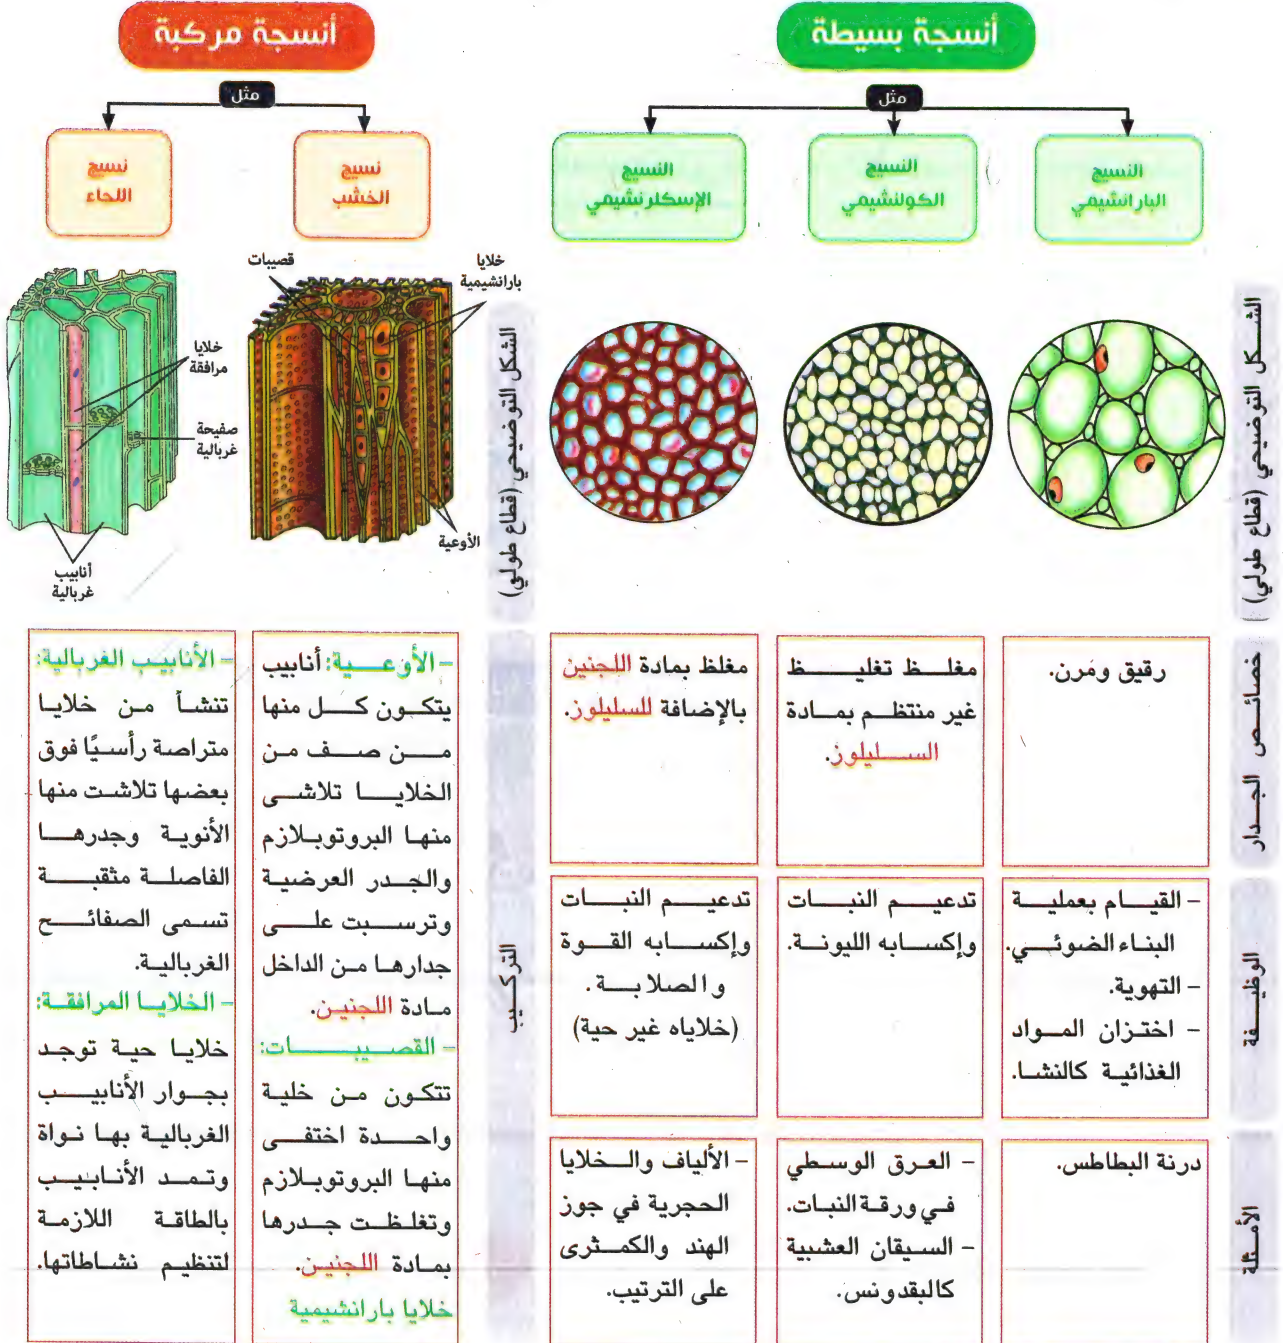 أنسجة بسيطة
أنسجة مركبة
مثل
مثل
النسيج
البارانشيمي
النسيج
الكولنشيمي
النسيج
الإسكلرنشيمي
نسيج
الخشب
نسيج
اللحاء
الشكل التوضيحي (قطاع طولي)
الشكل التوضيحي (قطاع طولي)
خلايا
بارانشيمية
قصيبات
الأوعية
خلايا
مرافقة
صفيحة
غربالية
أنابيب
غربالية
خصائص الجدار
رقيق ومَرن.
مغلظ تغليظ
غير منتظم بمادة
السليلوز.
مغلظ بمادة اللجنين
بالإضافة للسليلوز.
الوظيفة
- القيام بعملية
البناء الضوئي.
- التهوية.
- اختزان المواد
الغذائية كالنشا.
تدعيم النبات
وإكسابه الليونة.
تدعيم النبات
وإكسابه القوة
والصلابة.
(خلاياه غير حية)
الأمثلة
درنة البطاطس.
- العرق الوسطي
في ورقة النبات.
- السيقان العشبية
كالبقدونس.
- الألياف والخلايا
الحجرية في جوز
الهند والكمثرى
على الترتيب.
التركيب
- الأوعية: أنابيب
يتكون كل منها
من صف من
الخلايا تلاشى
منها البروتوبلازم
والجدر العرضية
وترسبت على
جدارها من الداخل
مادة اللجنين.
- القصيبات:
تتكون من خلية
واحدة اختفى
منها البروتوبلازم
وتغلظت جدرها
بمادة اللجنين.
خلايا بارانشيمية
- الأنابيب الغربالية:
تنشأ من خلايا
متراصة رأسيًا فوق
بعضها تلاشت منها
الأنوية وجدرها
الفاصلة مثقبة
تسمى الصفائح
الغربالية.
- الخلايا المرافقة:
خلايا حية توجد
بجوار الأنابيب
الغربالية بها نواة
وتمد الأنابيب
بالطاقة اللازمة
لتنظيم نشاطاتها.